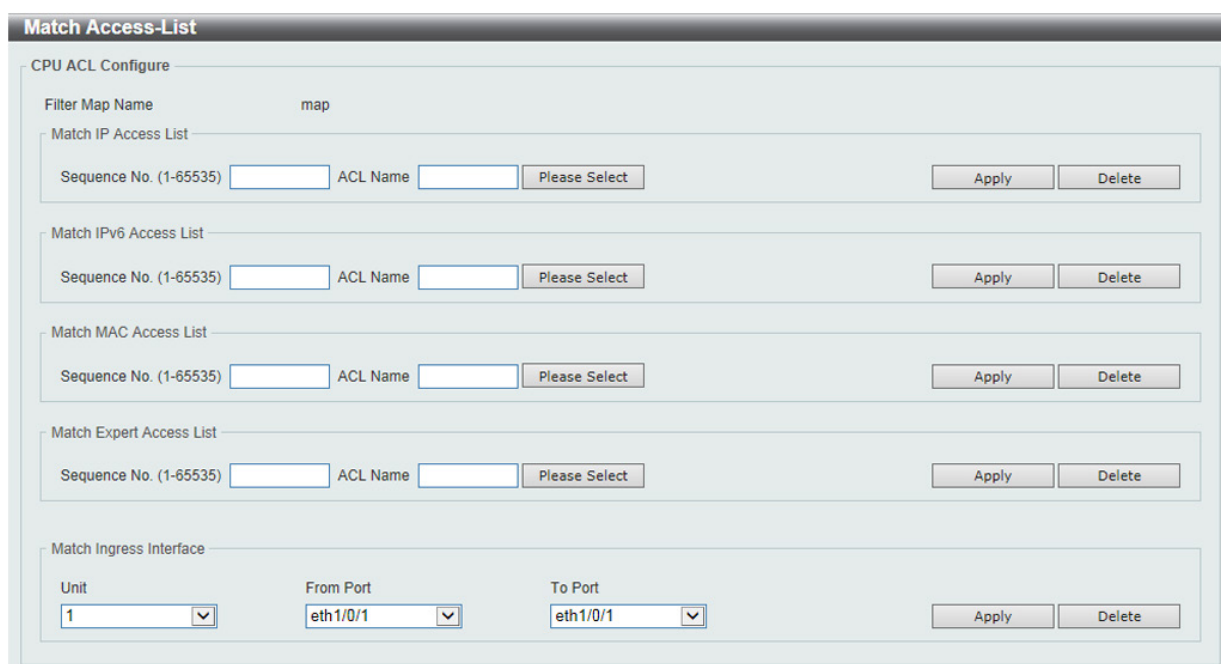 Match Access-List
CPU ACL Configure
Filter Map Name map
Match IP Access List
Sequence No. (1-65535) ACL Name Please Select Apply Delete
Match IPv6 Access List
Sequence No. (1-65535) ACL Name Please Select Apply Delete
Match MAC Access List
Sequence No. (1-65535) ACL Name Please Select Apply Delete
Match Expert Access List
Sequence No. (1-65535) ACL Name Please Select Apply Delete
Match Ingress Interface
Unit From Port To Port
1 eth1/0/1 eth1/0/1 Apply Delete